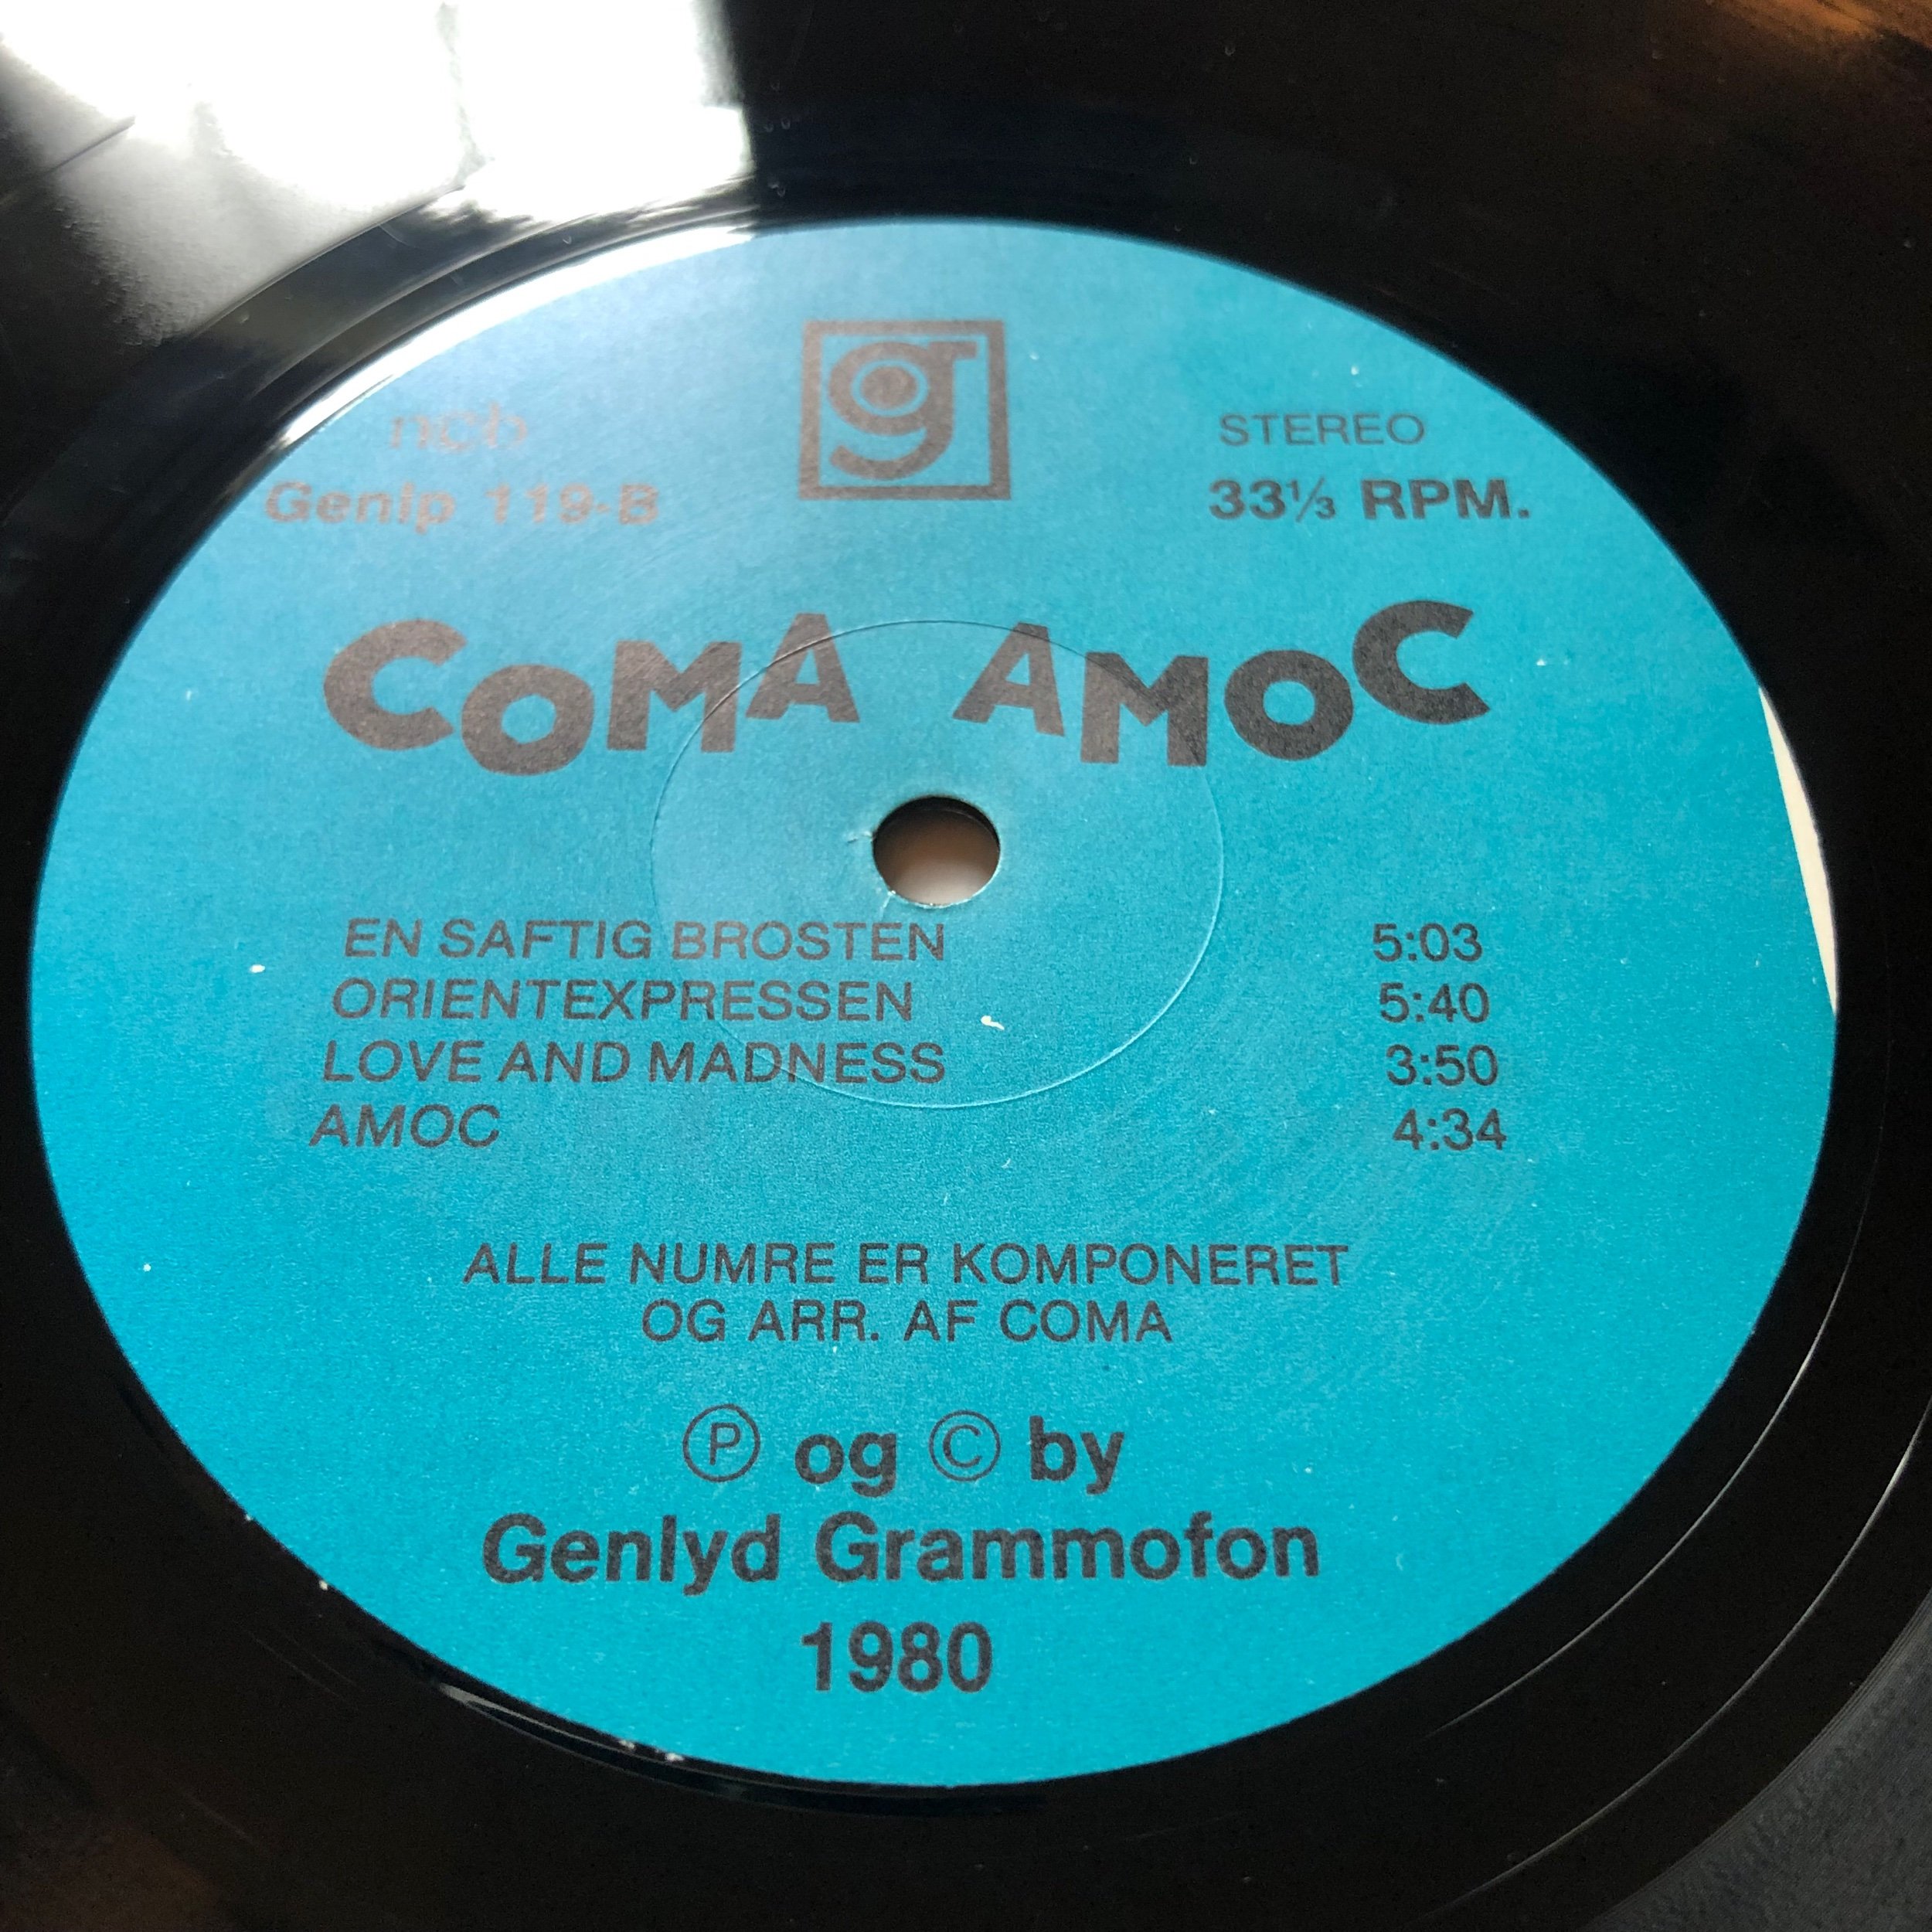 g
ncb
STEREO
Genlp 119-B
33⅓ RPM.
COMA AMOC
EN SAFTIG BROSTEN 5:03
ORIENTEXPRESSEN 5:40
LOVE AND MADNESS 3:50
AMOC 4:34
ALLE NUMRE ER KOMPONERET
OG ARR. AF COMA
Ⓟ og © by
Genlyd Grammofon
1980